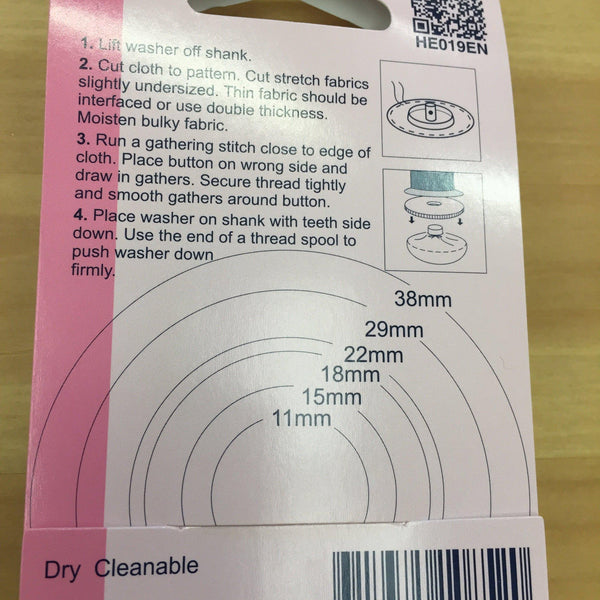 HE019EN
1. Lift washer off shank.
2. Cut cloth to pattern. Cut stretch fabrics
slightly undersized. Thin fabric should be
interfaced or use double thickness.
Moisten bulky fabric.
3. Run a gathering stitch close to edge of
cloth. Place button on wrong side and
draw in gathers. Secure thread tightly
and smooth gathers around button.
4. Place washer on shank with teeth side
down. Use the end of a thread spool to
push washer down
firmly.
38mm
29mm
22mm
18mm
15mm
11mm
Dry Cleanable